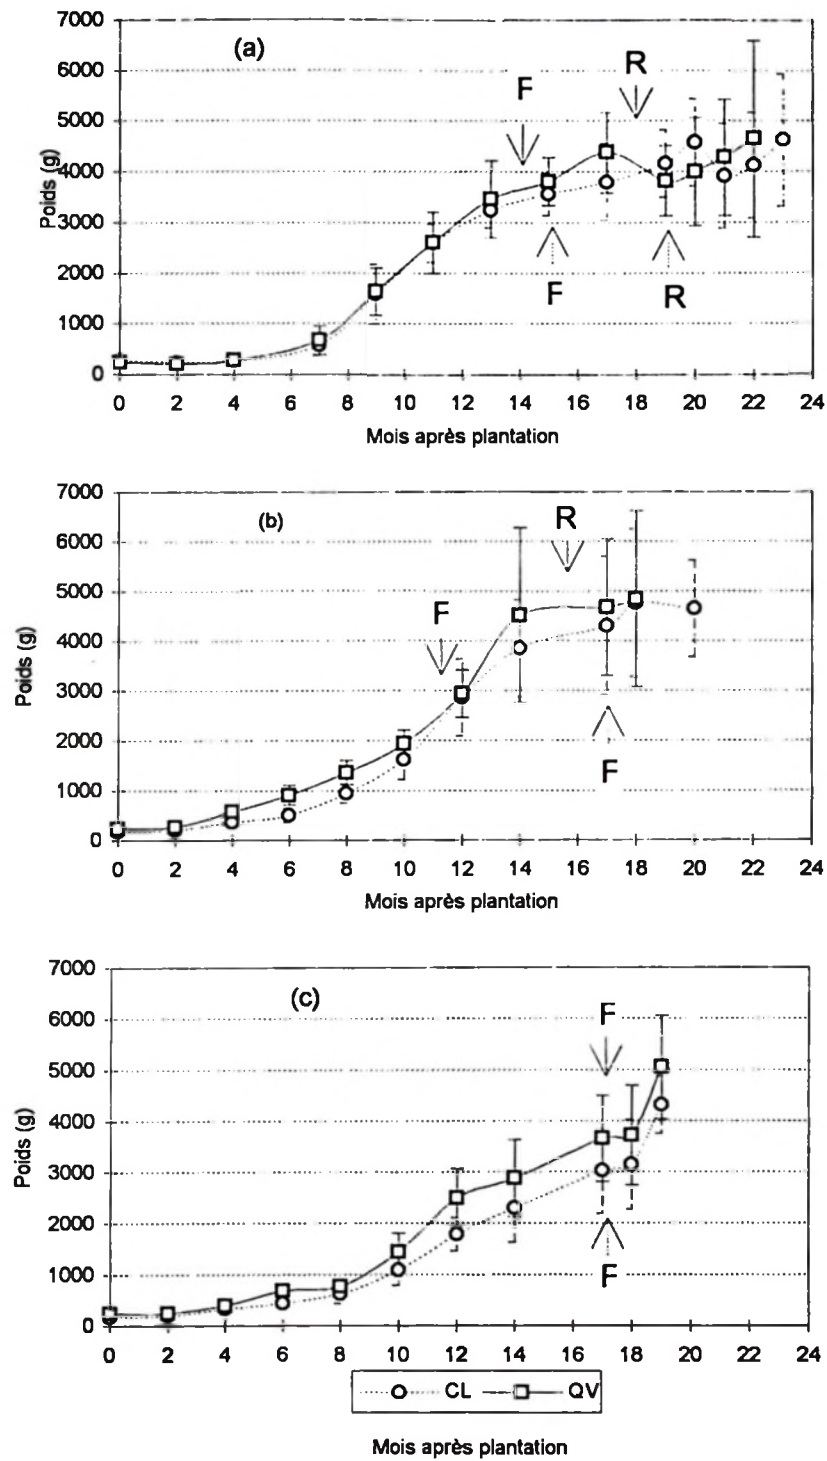 (a)
7000
6000
5000
4000
3000
2000
1000
0
Poids (g)
F
R
F
R
0 2 4 6 8 10 12 14 16 18 20 22 24
Mois après plantation
(b)
7000
6000
5000
4000
3000
2000
1000
0
Poids (g)
R
F
F
0 2 4 6 8 10 12 14 16 18 20 22 24
Mois après plantation
(c)
7000
6000
5000
4000
3000
2000
1000
0
Poids (g)
F
F
0 2 4 6 8 10 12 14 16 18 20 22 24
CL QV
Mois après plantation